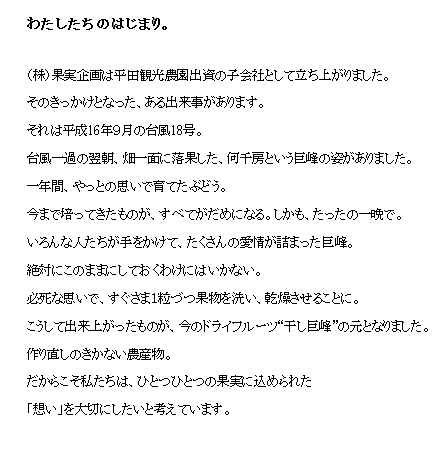 わたしたちのはじまり。
(株)果実企画は平田観光農園出資の子会社として立ち上がりました。
そのきっかけとなった、ある出来事があります。
それは平成16年9月の台風18号。
台風一過の翌朝、畑一面に落果した、何千房という巨峰の姿がありました。
一年間、やっとの思いで育てたぶどう。
今まで培ってきたものが、すべてがだめになる。しかも、たったの一晩で。
いろんな人たちが手をかけて、たくさんの愛情が詰まった巨峰。
絶対にこのままにしておくわけにはいかない。
必死な思いで、すぐさま1粒づつ果物を洗い、乾燥させることに。
こうして出来上がったものが、今のドライフルーツ“干し巨峰”の元となりました。
作り直しのきかない農産物。
だからこそ私たちは、ひとつひとつの果実に込められた
「想い」を大切にしたいと考えています。